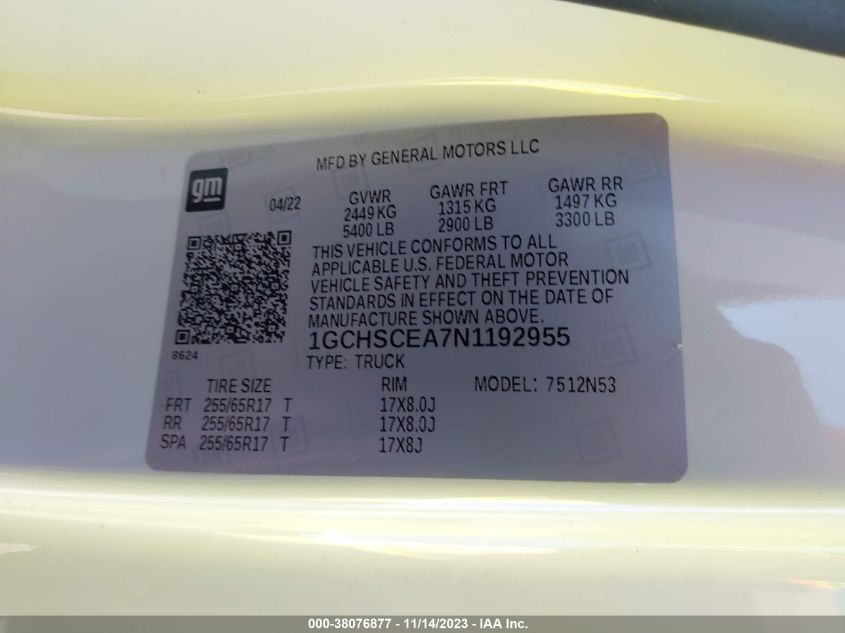 MFD BY GENERAL MOTORS LLC
gm
04/22
GVWR GAWR FRT GAWR RR
2449 KG 1315 KG 1497 KG
5400 LB 2900 LB 3300 LB
THIS VEHICLE CONFORMS TO ALL
APPLICABLE U.S. FEDERAL MOTOR
VEHICLE SAFETY AND THEFT PREVENTION
STANDARDS IN EFFECT ON THE DATE OF
MANUFACTURE SHOWN ABOVE.
8624
1GCHSCEA7N1192955
TYPE: TRUCK
TIRE SIZE RIM MODEL: 7512N53
FRT 255/65R17 T 17X8.0J
RR 255/65R17 T 17X8.0J
SPA 255/65R17 T 17X8J
000-38076877 - 11/14/2023 - IAA, Inc.